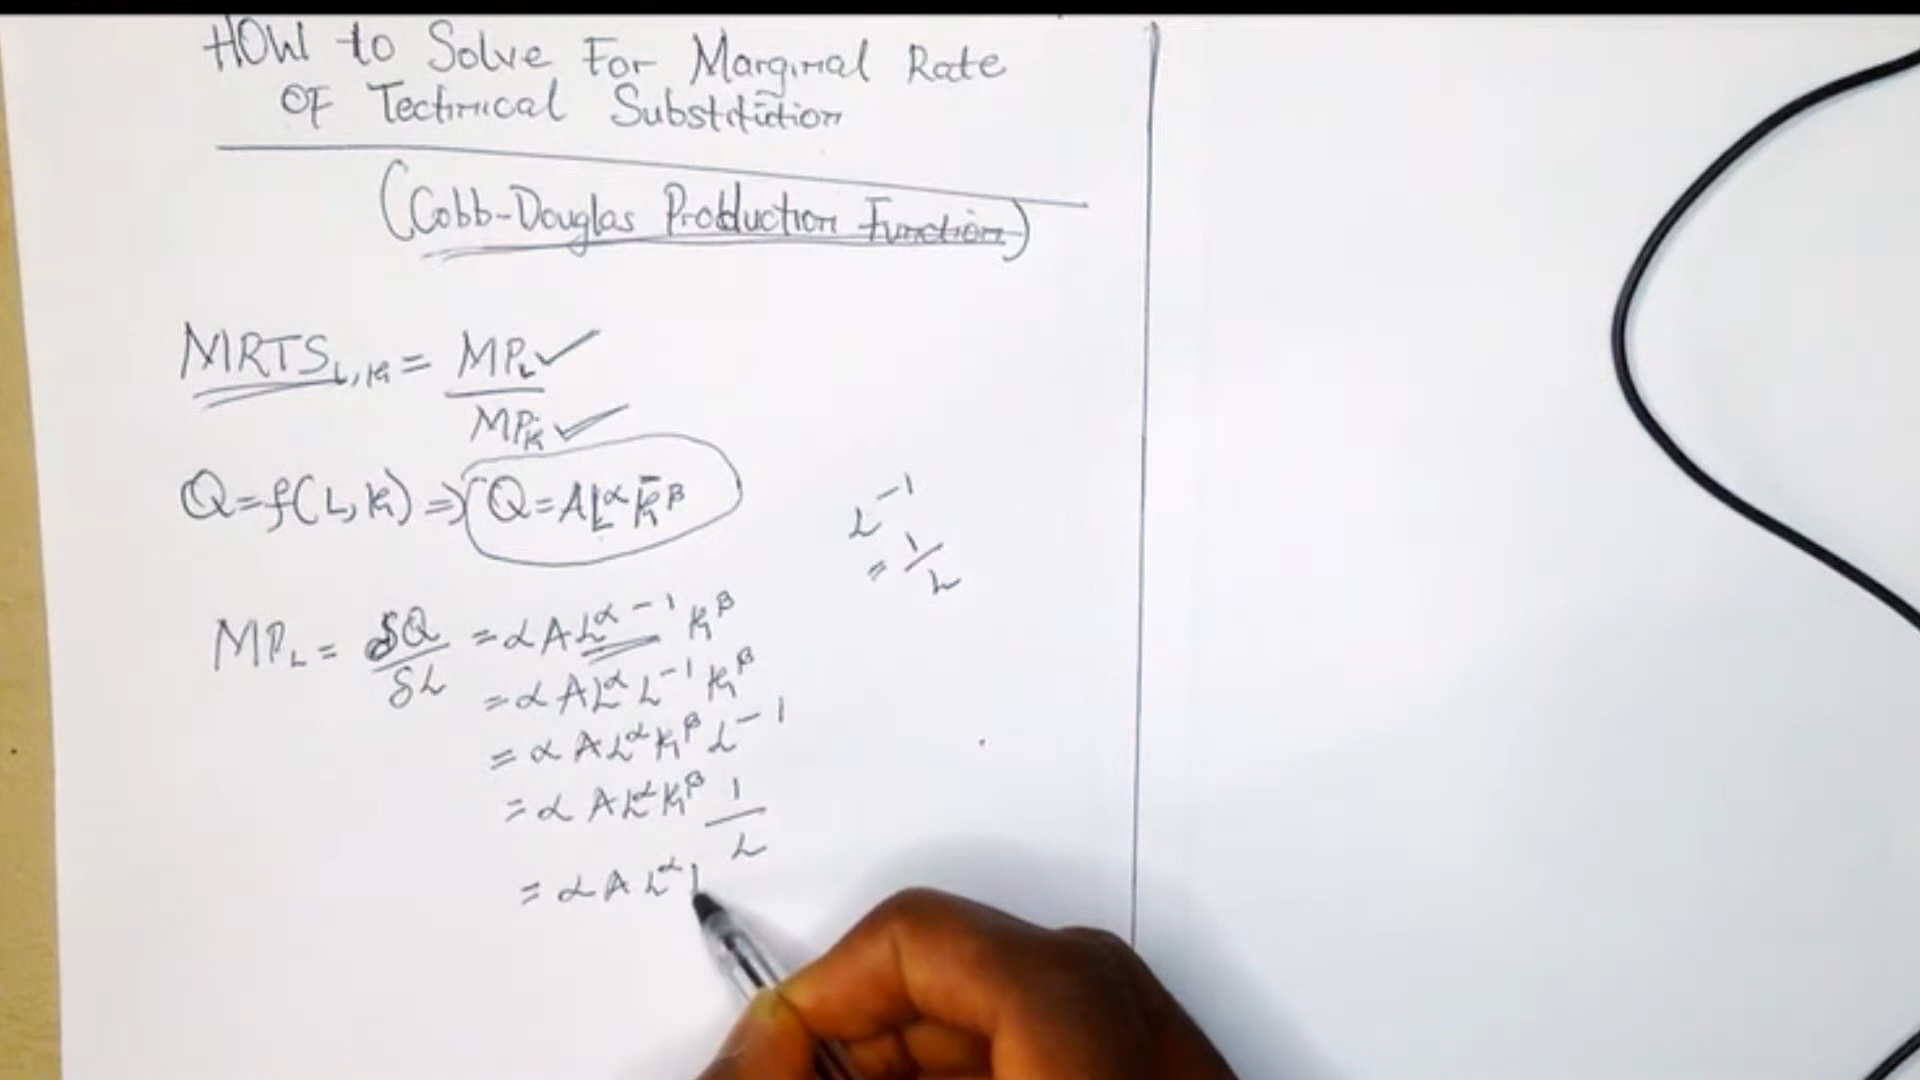 HOW to Solve For Marginal Rate
OF Technical Substitution
(Cobb-Douglas Production Function)
MRTS_{L,K} = MP_L ✓
MP_K ✓
Q=f(L,K) ⇒ Q=AL^α K̄^β
L^{-1}
= 1/L
MP_L = δQ/δL = αAL^{α-1} K^β
= αAL^α L^{-1} K^β
= αAL^α K^β L^{-1}
= αAL^α K^β 1/L
= αAL^α